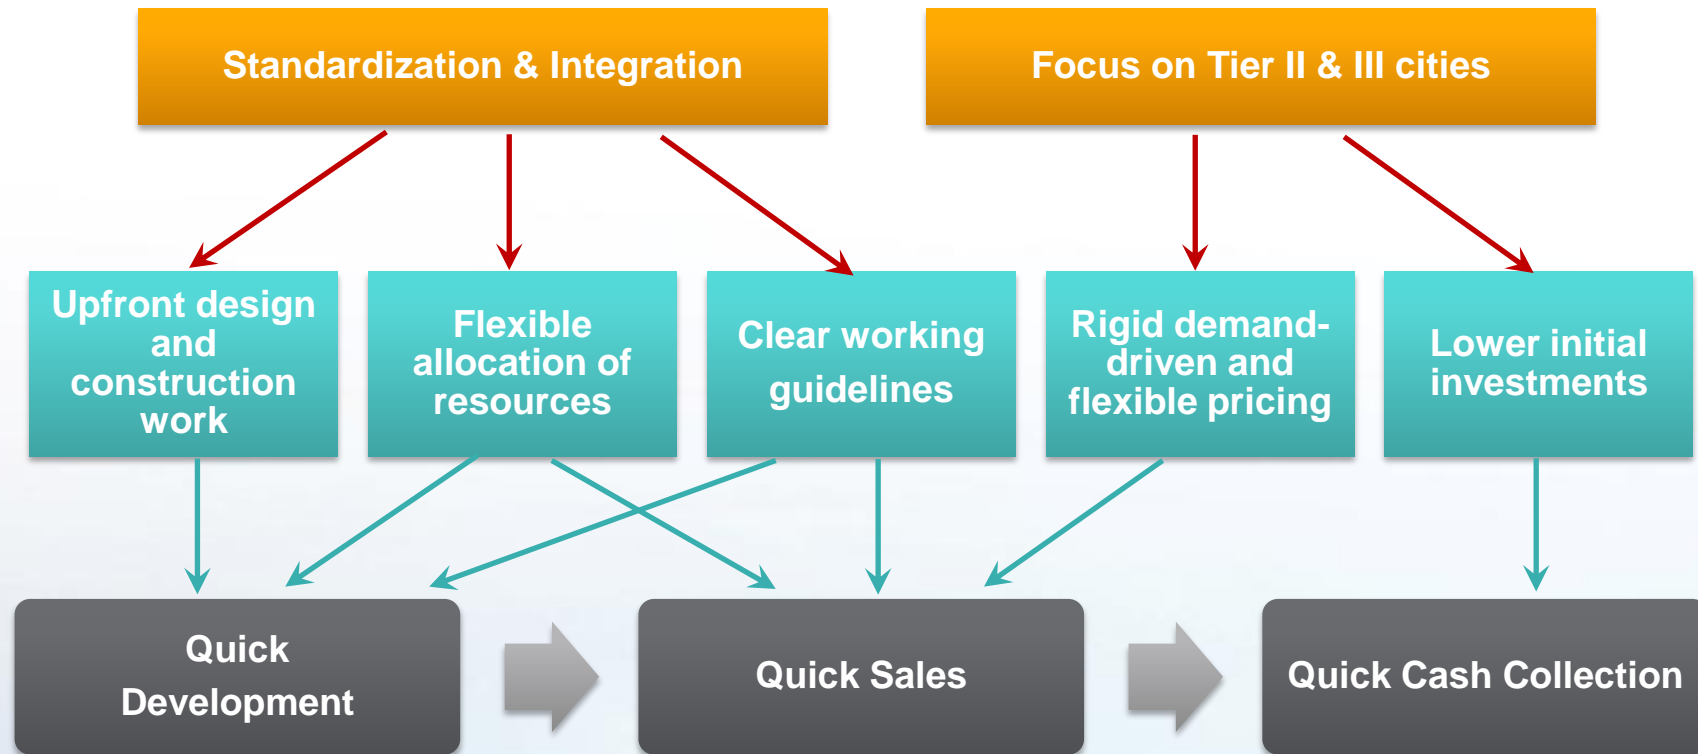 Standardization & Integration
Focus on Tier II & III cities
Upfront design
and
construction
work
Flexible
allocation of
resources
Clear working
guidelines
Rigid demand-
driven and
flexible pricing
Lower initial
investments
Quick
Development
Quick Sales
Quick Cash Collection